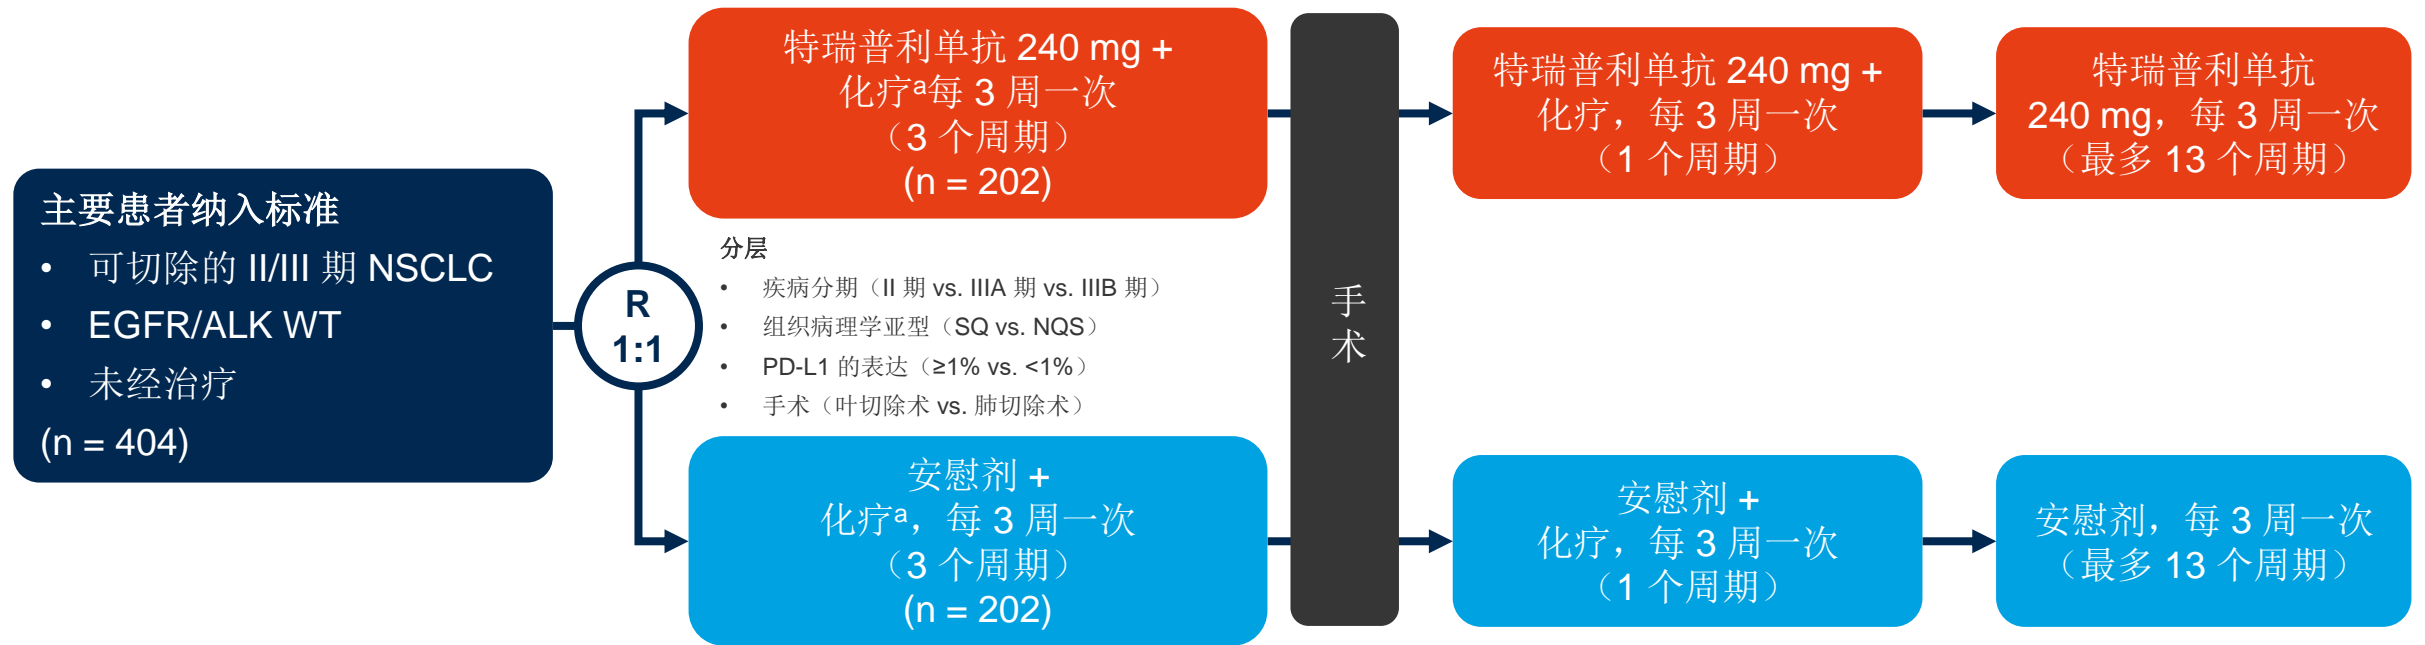 主要患者纳入标准
• 可切除的 II/III 期 NSCLC
• EGFR/ALK WT
• 未经治疗
(n = 404)
R
1:1
特瑞普利单抗 240 mg +
化疗a每 3 周一次
（3 个周期）
(n = 202)
分层
• 疾病分期（II 期 vs. IIIA 期 vs. IIIB 期）
• 组织病理学亚型（SQ vs. NQS）
• PD-L1 的表达（≥1% vs. <1%）
• 手术（叶切除术 vs. 肺切除术）
安慰剂 +
化疗a，每 3 周一次
（3 个周期）
(n = 202)
手
术
特瑞普利单抗 240 mg +
化疗，每 3 周一次
（1 个周期）
特瑞普利单抗
240 mg，每 3 周一次
（最多 13 个周期）
安慰剂 +
化疗，每 3 周一次
（1 个周期）
安慰剂，每 3 周一次
（最多 13 个周期）